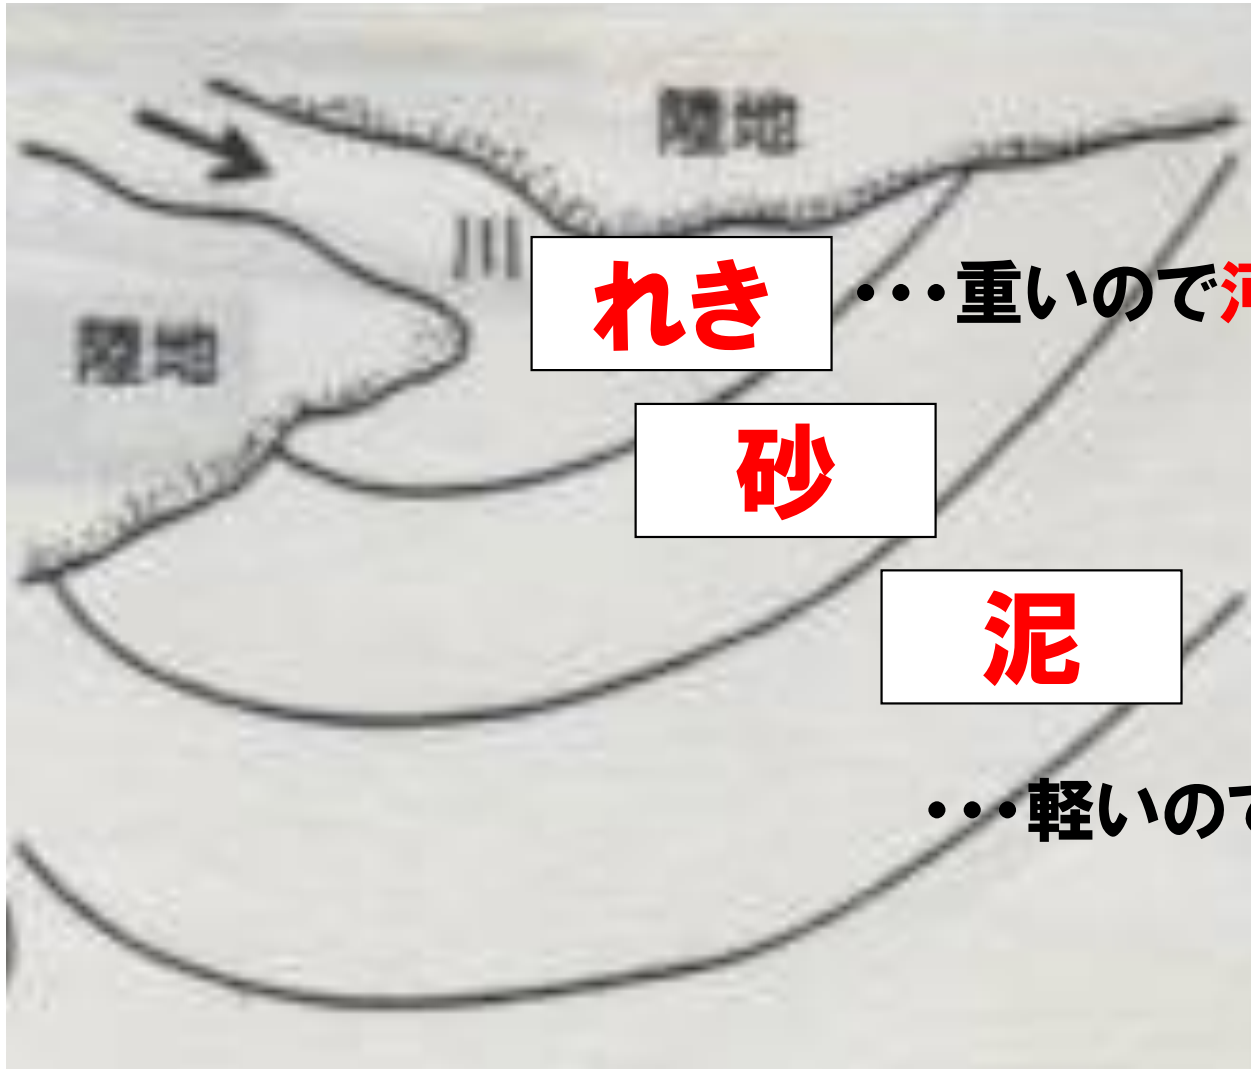 陸地
川
れき
・・・重いので
陸地
砂
泥
・・・軽いので